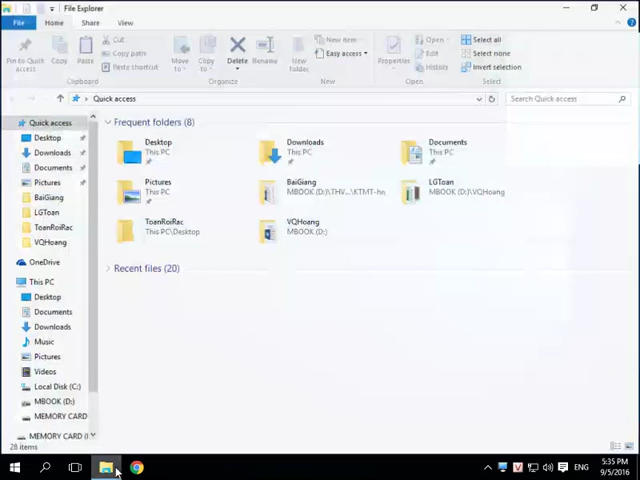 File Explorer
File Home Share View
Pin to Quick access
Copy
Paste
Cut
Copy path
Paste shortcut
Clipboard
Move to
Copy to
Delete
Rename
Organize
New folder
New item
Easy access
New
Properties
Open
Edit
History
Open
Select all
Select none
Invert selection
Select
Quick access
Search Quick access
Quick access
Desktop
Downloads
Documents
Pictures
BaiGiang
LGToan
ToanRoiRac
VQHoang
OneDrive
This PC
Desktop
Documents
Downloads
Music
Pictures
Videos
Local Disk (C:)
MBOOK (D:)
MEMORY CARD
MEMORY CARD (
Frequent folders (8)
Desktop
This PC
Downloads
This PC
Documents
This PC
Pictures
This PC
BaiGiang
MBOOK (D:)\THV...\KTMT-hn
LGToan
MBOOK (D:)\VQHoang
ToanRoiRac
This PC\Desktop
VQHoang
MBOOK (D:)
Recent files (20)
28 items
V
ENG
5:35 PM
9/5/2016